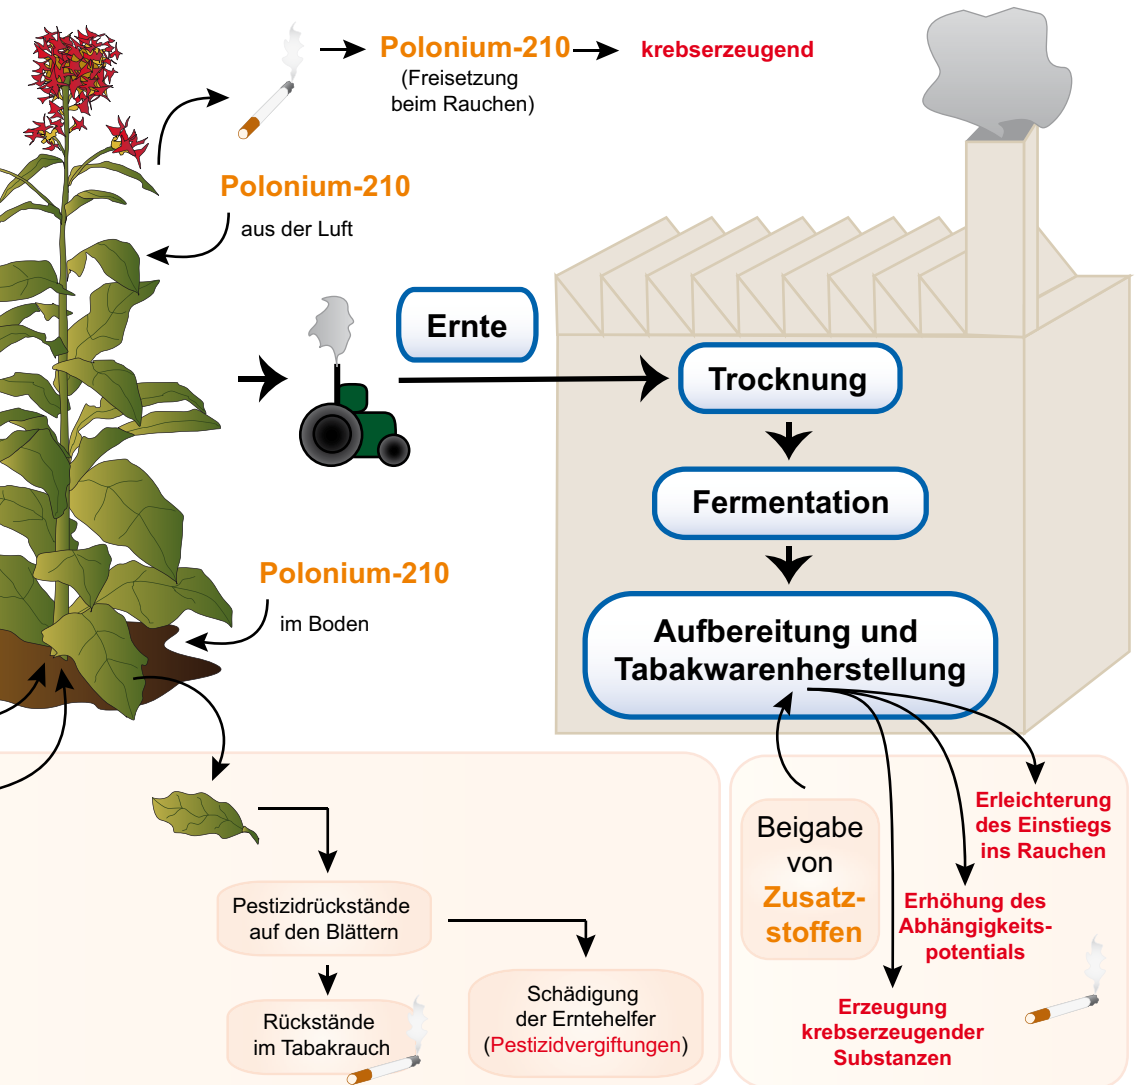 Polonium-210
(Freisetzung
beim Rauchen)
krebserzeugend
Polonium-210
aus der Luft
Ernte
Trocknung
Fermentation
Polonium-210
im Boden
Aufbereitung und
Tabakwarenherstellung
Beigabe
von
Zusatz-
stoffen
Erleichterung
des Einstiegs
ins Rauchen
Erhöhung des
Abhängigkeits-
potentials
Erzeugung
krebserzeugender
Substanzen
Pestizidrückstände
auf den Blättern
Rückstände
im Tabakrauch
Schädigung
der Erntehelfer
(Pestizidvergiftungen)